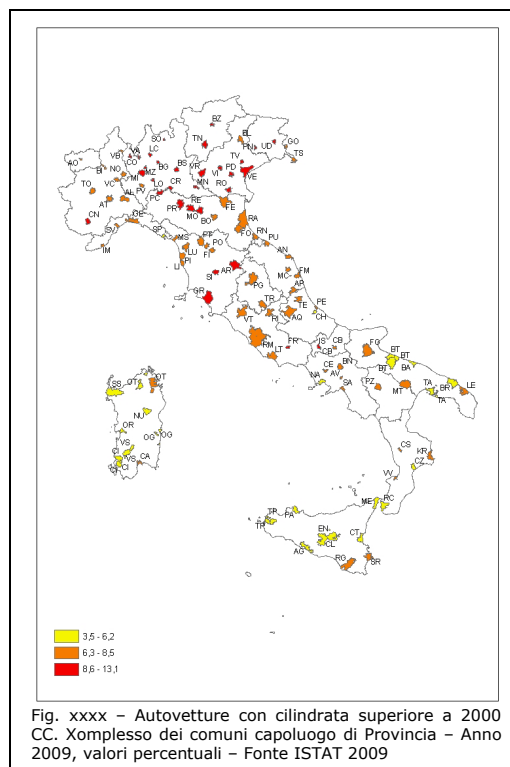 BZ
SO
BL
AO
VB
VA
LC
TN
PN
UD
GO
TS
CO
BG
BS
VR
VI
TV
PD
VE
BI
NO
MI
MZ
LO
CR
MN
RO
TO
VC
PV
PC
AT
AL
PR
RE
MO
BO
FE
RA
FO
RN
PU
CN
SV
GE
SP
MS
PT
PO
IM
LU
FI
PI
LI
AR
SI
AN
MC
FM
AP
GR
PG
TE
TR
PE
CH
VT
RI
AQ
RM
LT
FR
IS
CB
CB
FG
BT
BT
BT
BA
NA
CE
AV
BN
SA
PZ
MT
TA
TA
BR
LE
SS
OT
OT
NU
OR
OG
OG
VS
VS
CI
CI
CA
CS
KR
CZ
VV
ME
RC
TP
TP
PA
EN
CL
CT
AG
RG
SR
3,5 - 6,2
6,3 - 8,5
8,6 - 13,1
Fig. xxxx – Autovetture con cilindrata superiore a 2000
CC. Xomplesso dei comuni capoluogo di Provincia – Anno
2009, valori percentuali – Fonte ISTAT 2009